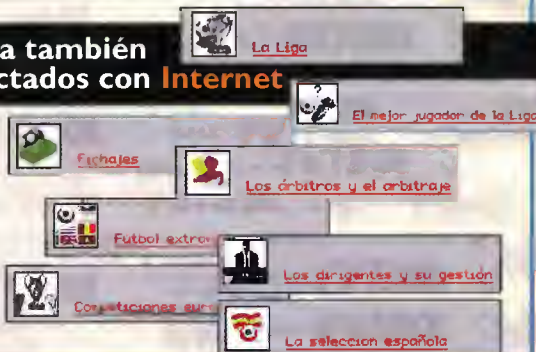 a también
La Liga
ctados con Internet
El mejor jugador de la Liga
Fichajes
Los árbitros y el arbitraje
Futbol
Los dirigentes y su gestión
Competiciones
La seleccion española